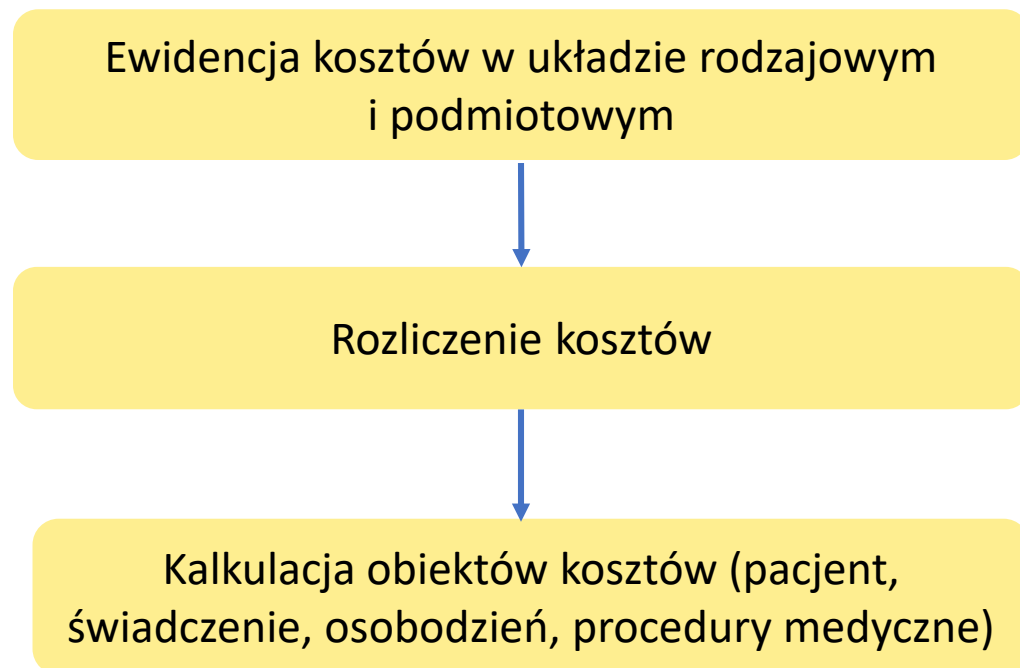 Ewidencja kosztów w układzie rodzajowym
i podmiotowym
Rozliczenie kosztów
Kalkulacja obiektów kosztów (pacjent,
świadczenie, osobodzień, procedury medyczne)